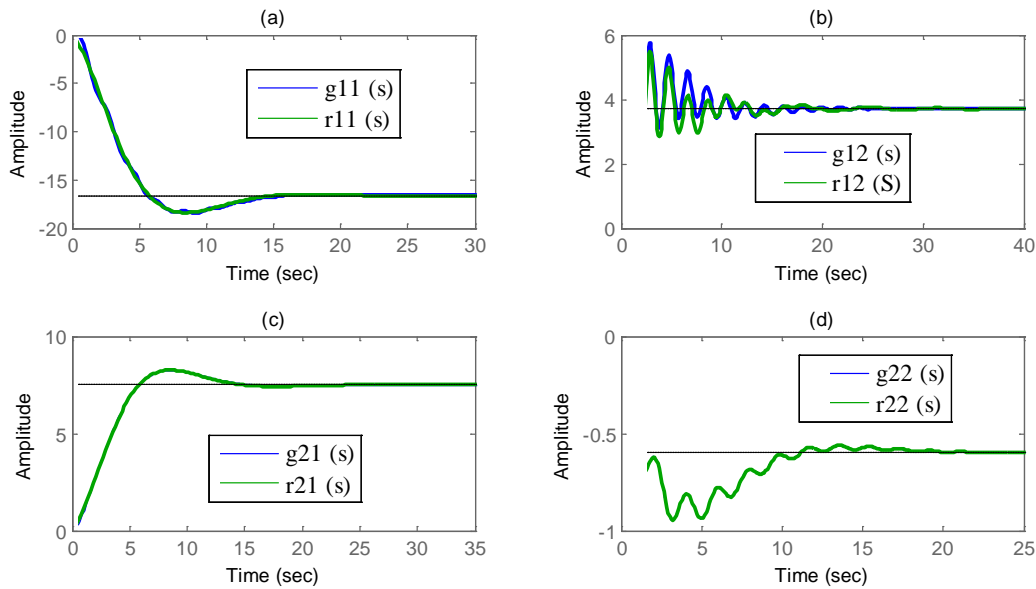 (a)
0
-5
-10
-15
-20
Amplitude
g11 (s)
r11 (s)
0 5 10 15 20 25 30
Time (sec)
(b)
6
4
2
0
Amplitude
g12 (s)
r12 (S)
0 10 20 30 40
Time (sec)
(c)
10
5
0
Amplitude
g21 (s)
r21 (s)
0 5 10 15 20 25 30 35
Time (sec)
(d)
0
-0.5
-1
Amplitude
g22 (s)
r22 (s)
0 5 10 15 20 25
Time (sec)